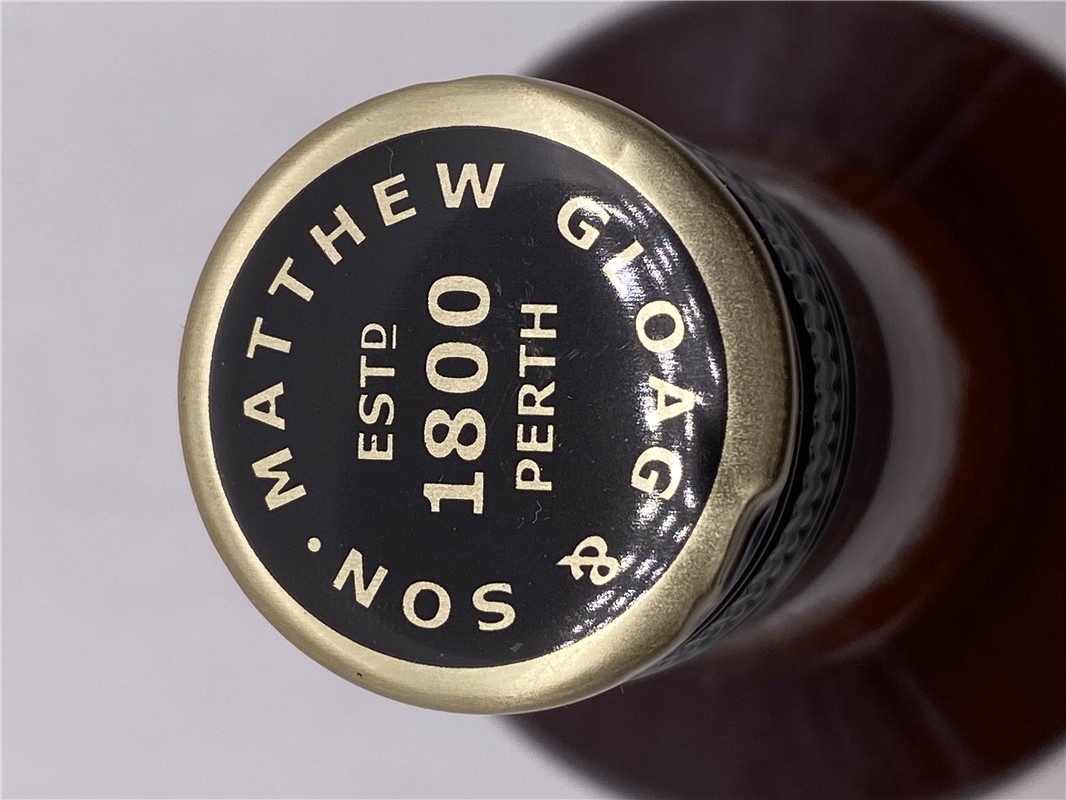 MATTHEW GLOAG & SON ·
ESTD
1800
PERTH